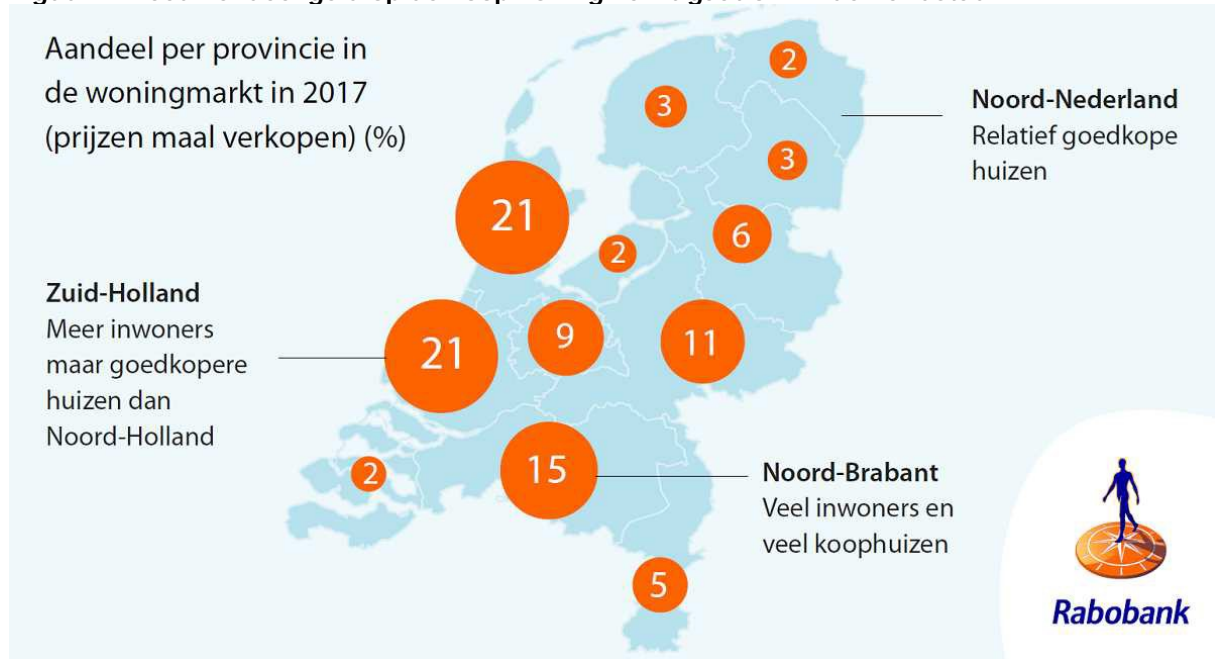 Aandeel per provincie in
de woningmarkt in 2017
(prijzen maal verkopen) (%)
2
3
Noord-Nederland
Relatief goedkope
huizen
3
21
6
2
Zuid-Holland
Meer inwoners
maar goedkopere
huizen dan
Noord-Holland
21
9
11
15
2
Noord-Brabant
Veel inwoners en
veel koophuizen
5
Rabobank